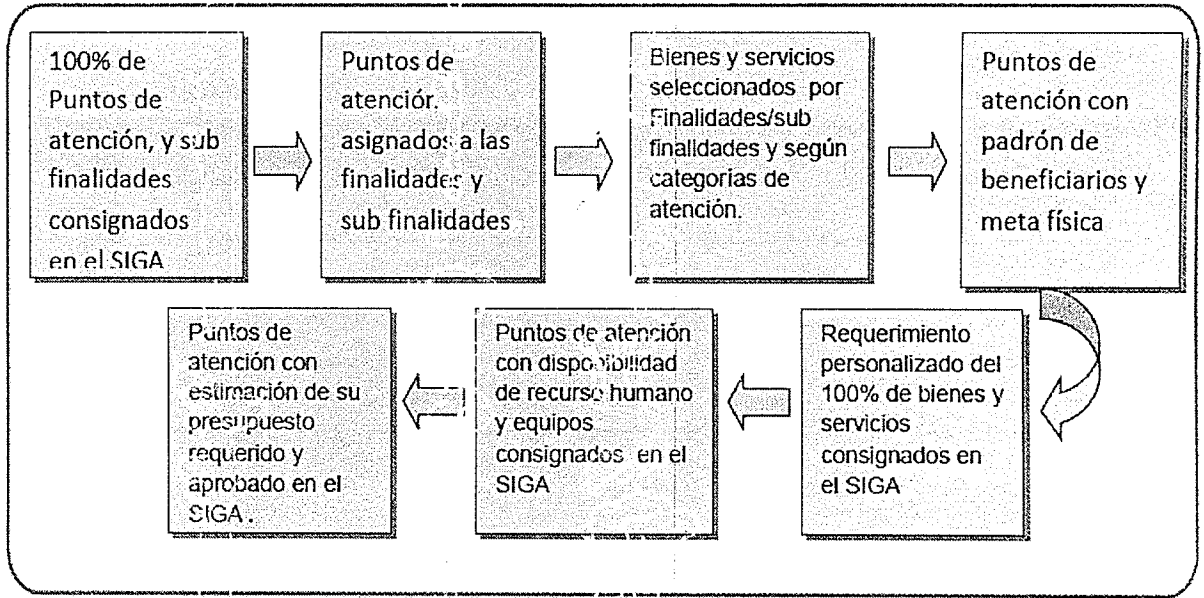 100% de
Puntos de
atención, y sub
finalidades
consignados
en el SIGA
Puntos de
atención.
asignados a las
finalidades y
sub finalidades
Bienes y servicios
seleccionados por
Finalidades/sub
finalidades y según
categorías de
atención.
Puntos de
atención con
padrón de
beneficiarios y
meta física
Requerimiento
personalizado del
100% de bienes y
servicios
consignados en
el SIGA
Puntos de atención
con disponibilidad
de recurso humano
y equipos
consignados en el
SIGA
Puntos de
atención con
estimación de su
presupuesto
requerido y
aprobado en el
SIGA.